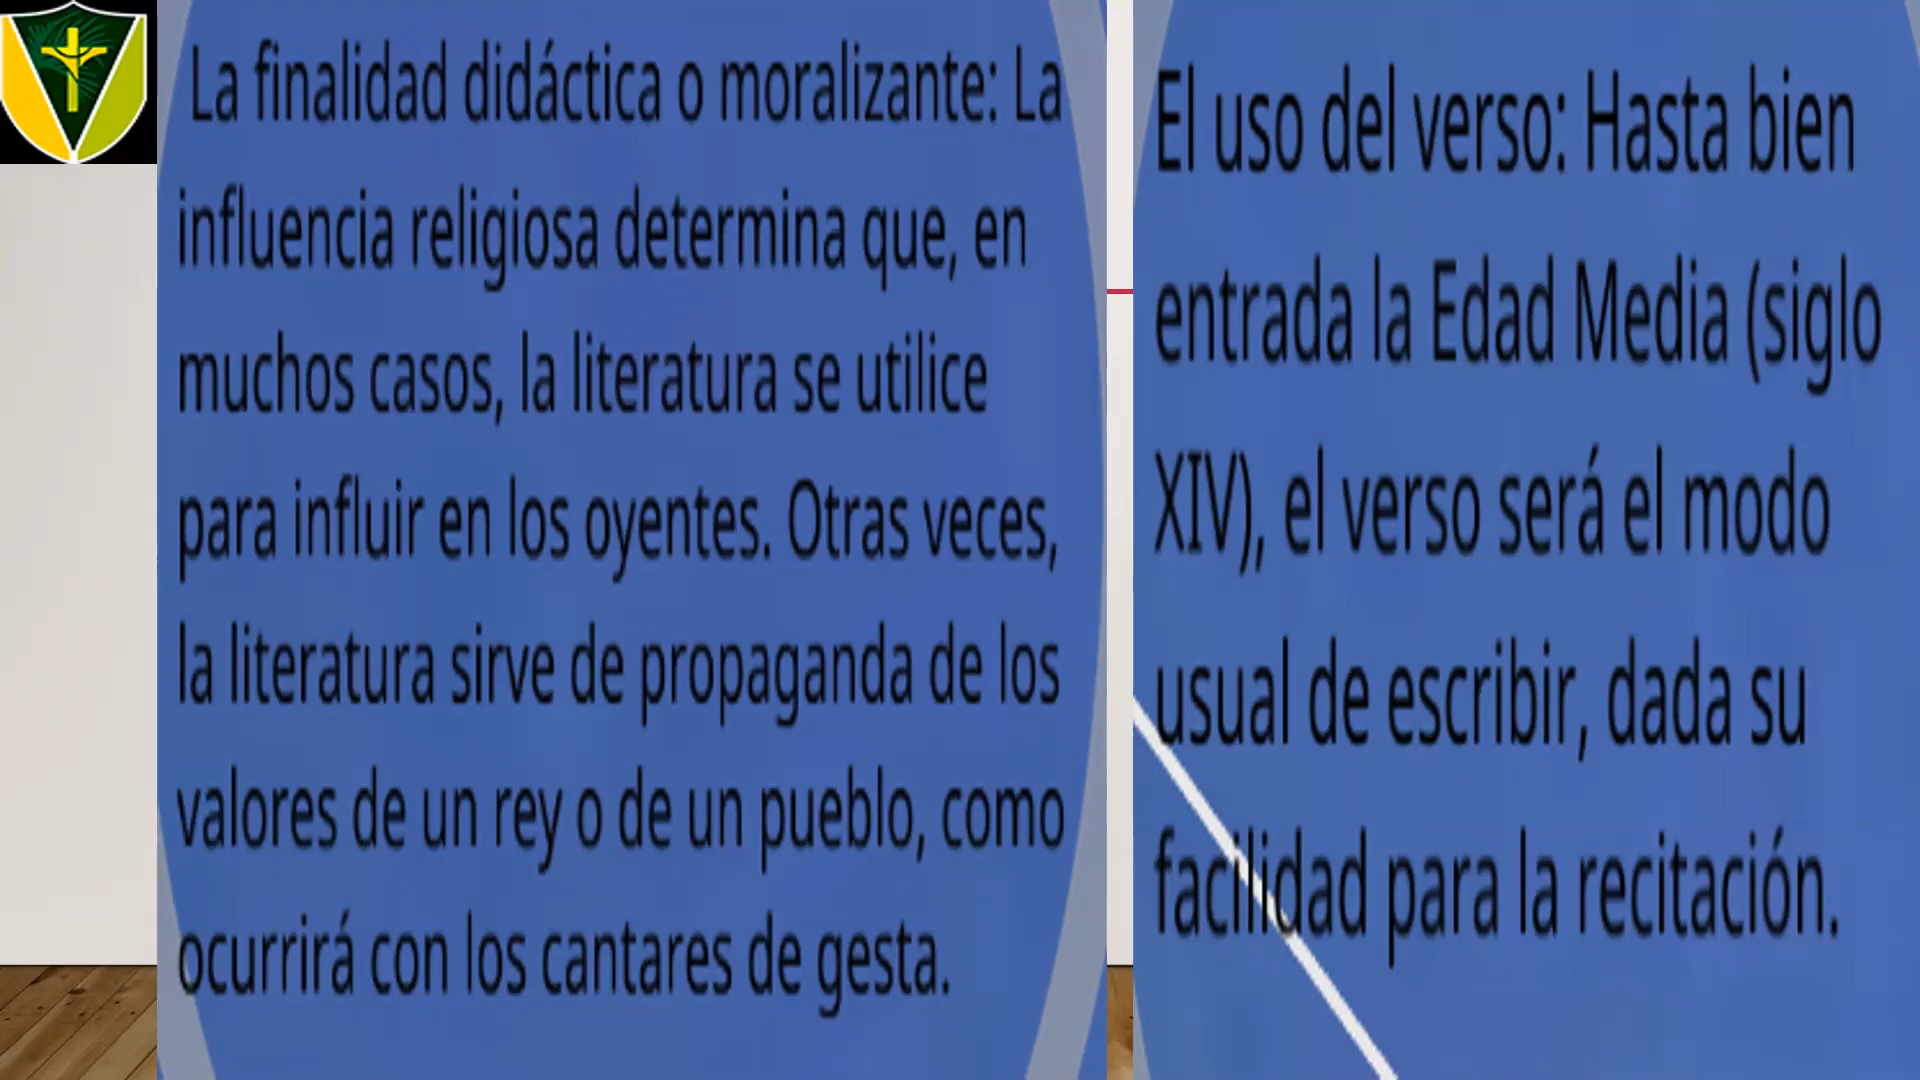 La finalidad didáctica o moralizante: La
influencia religiosa determina que, en
muchos casos, la literatura se utilice
para influir en los oyentes. Otras veces,
la literatura sirve de propaganda de los
valores de un rey o de un pueblo, como
ocurrirá con los cantares de gesta.
El uso del verso: Hasta bien
entrada la Edad Media (siglo
XIV), el verso será el modo
usual de escribir, dada su
facilidad para la recitación.